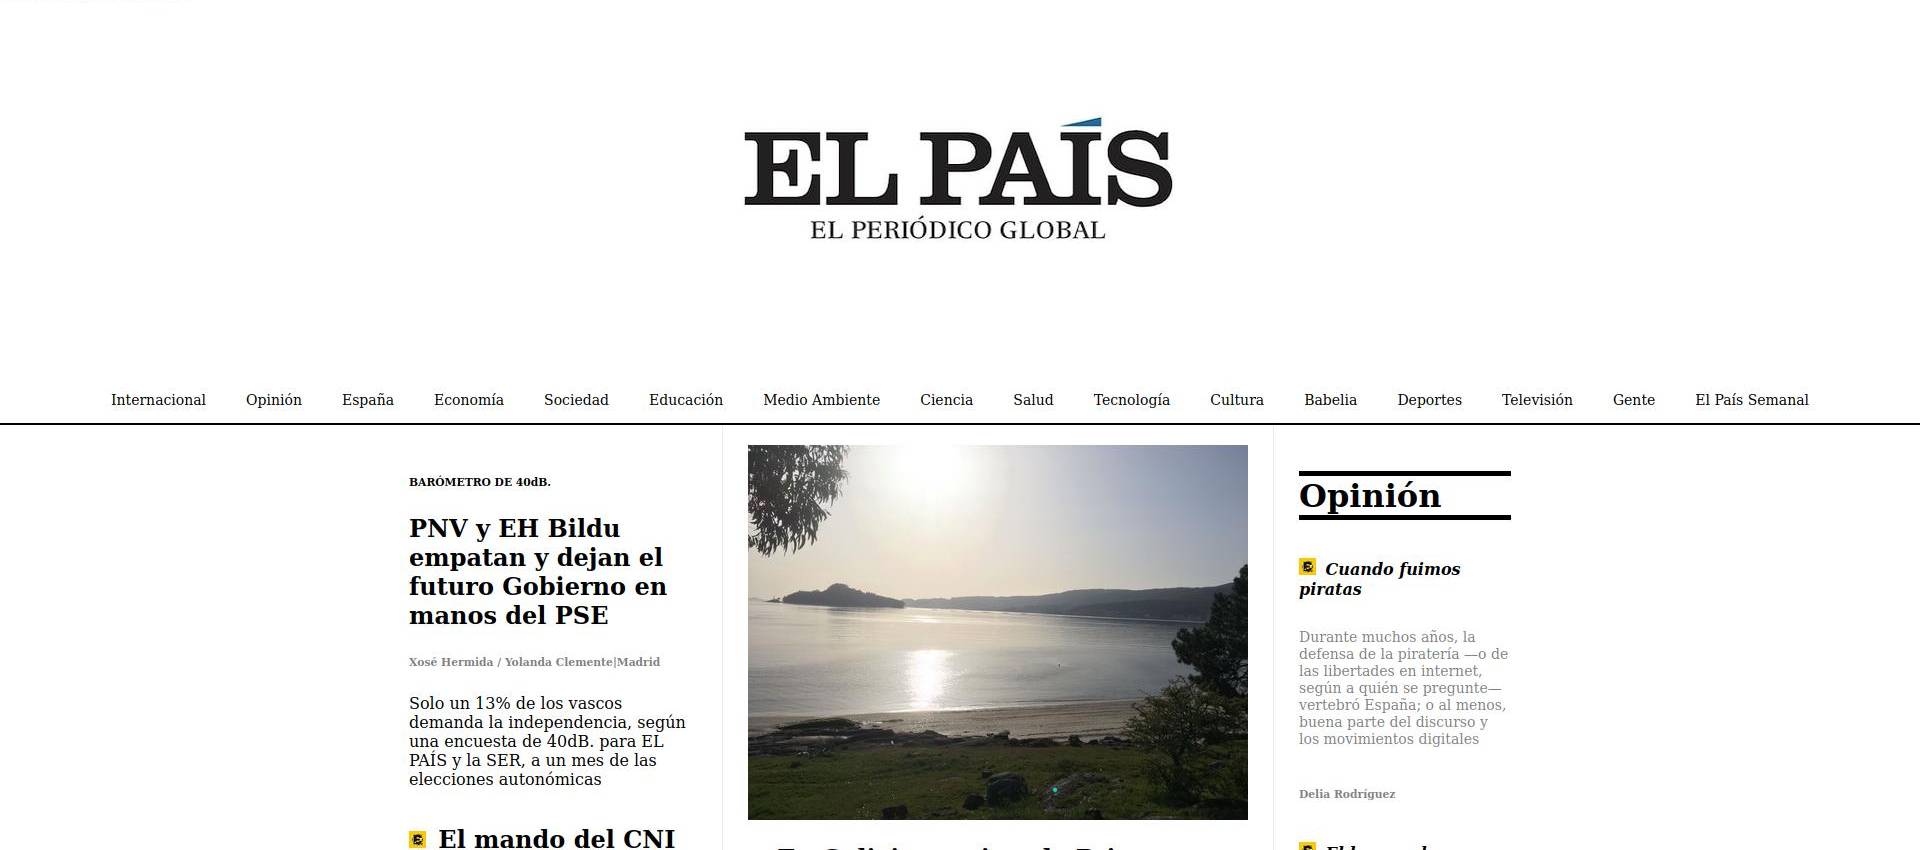 EL PAÍS
EL PERIÓDICO GLOBAL
Internacional Opinión España Economía Sociedad Educación Medio Ambiente Ciencia Salud Tecnología Cultura Babelia Deportes Televisión Gente El País Semanal
BARÓMETRO DE 40dB.
PNV y EH Bildu
empatan y dejan el
futuro Gobierno en
manos del PSE
Xosé Hermida / Yolanda Clemente|Madrid
Solo un 13% de los vascos
demanda la independencia, según
una encuesta de 40dB. para EL
PAÍS y la SER, a un mes de las
elecciones autonómicas
El mando del CNI
Opinión
Cuando fuimos
piratas
Durante muchos años, la
defensa de la piratería —o de
las libertades en internet,
según a quién se pregunte—
vertebró España; o al menos,
buena parte del discurso y
los movimientos digitales
Delia Rodríguez